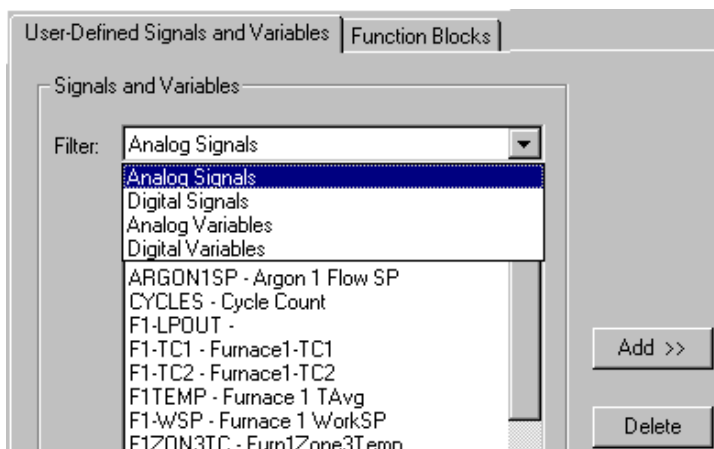 User-Defined Signals and Variables Function Blocks
Signals and Variables
Filter: Analog Signals
Analog Signals
Digital Signals
Analog Variables
Digital Variables
ARGON1SP - Argon 1 Flow SP
CYCLES - Cycle Count
F1-LPOUT -
F1-TC1 - Furnace1-TC1
Add >>
F1-TC2 - Furnace1-TC2
F1TEMP - Furnace 1 TAvg
F1-WSP - Furnace 1 WorkSP
Delete
F1ZON3TC - Furn1Zone3Temp